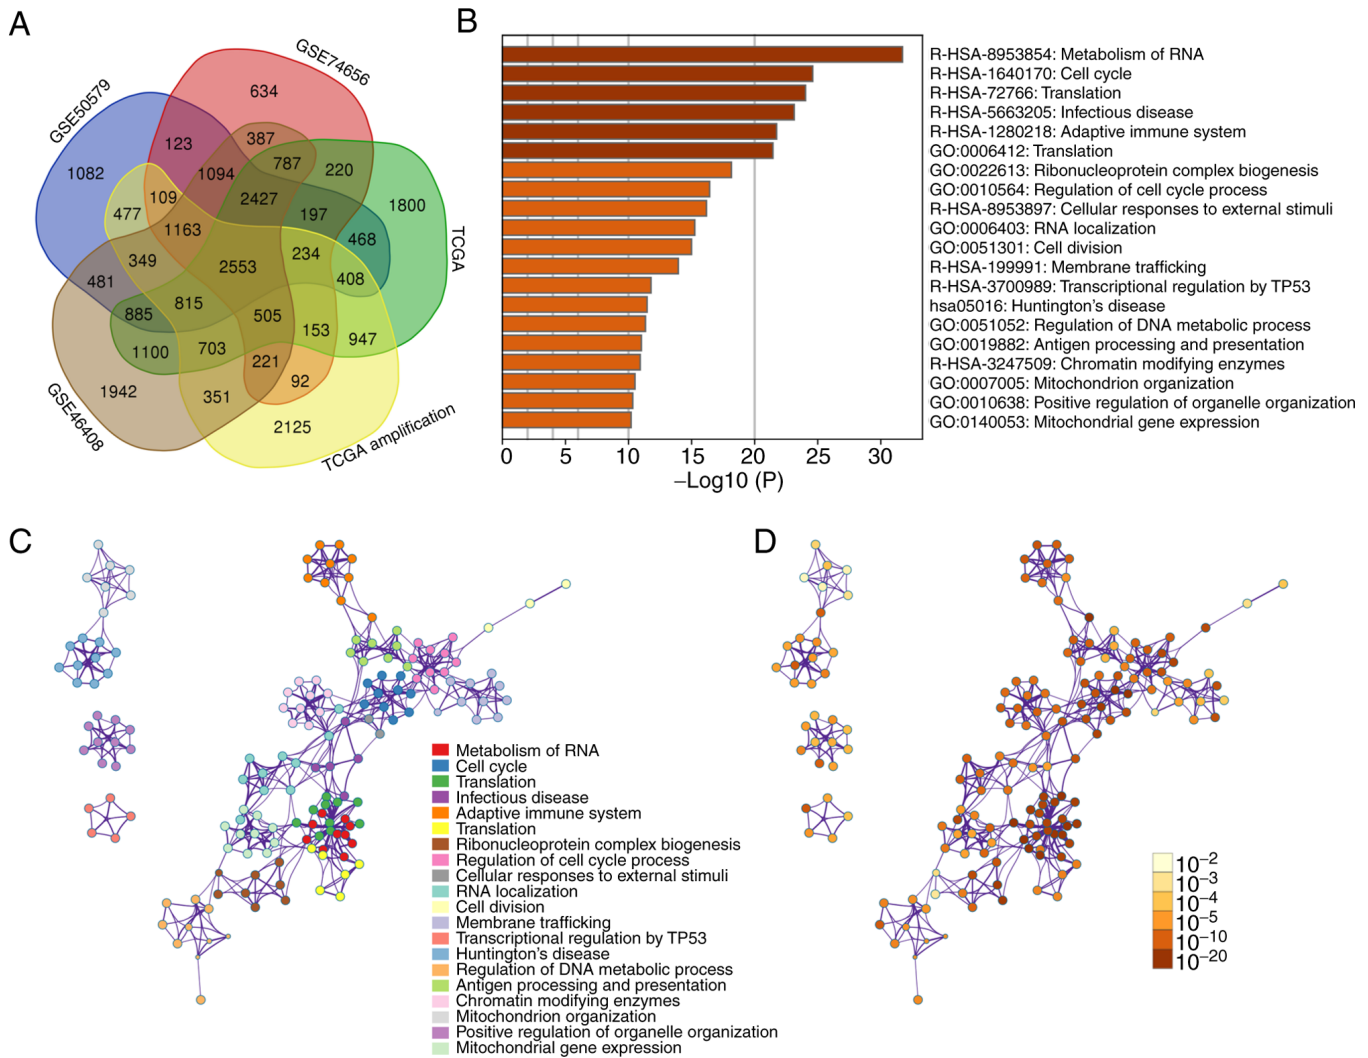 A
GSE50579
GSE74656
TCGA
GSE46408
TCGA amplification
634
123
387
1082
1094
787
220
1800
109
477
2427
197
468
1163
349
2553
234
408
481
815
885
505
153
947
1100
703
221
92
1942
351
2125
B
R-HSA-8953854: Metabolism of RNA
R-HSA-1640170: Cell cycle
R-HSA-72766: Translation
R-HSA-5663205: Infectious disease
R-HSA-1280218: Adaptive immune system
GO:0006412: Translation
GO:0022613: Ribonucleoprotein complex biogenesis
GO:0010564: Regulation of cell cycle process
R-HSA-8953897: Cellular responses to external stimuli
GO:0006403: RNA localization
GO:0051301: Cell division
R-HSA-199991: Membrane trafficking
R-HSA-3700989: Transcriptional regulation by TP53
hsa05016: Huntington's disease
GO:0051052: Regulation of DNA metabolic process
GO:0019882: Antigen processing and presentation
R-HSA-3247509: Chromatin modifying enzymes
GO:0007005: Mitochondrion organization
GO:0010638: Positive regulation of organelle organization
GO:0140053: Mitochondrial gene expression
0 5 10 15 20 25 30
−Log10 (P)
C
Metabolism of RNA
Cell cycle
Translation
Infectious disease
Adaptive immune system
Translation
Ribonucleoprotein complex biogenesis
Regulation of cell cycle process
Cellular responses to external stimuli
RNA localization
Cell division
Membrane trafficking
Transcriptional regulation by TP53
Huntington's disease
Regulation of DNA metabolic process
Antigen processing and presentation
Chromatin modifying enzymes
Mitochondrion organization
Positive regulation of organelle organization
Mitochondrial gene expression
D
10⁻²
10⁻³
10⁻⁴
10⁻⁵
10⁻¹⁰
10⁻²⁰